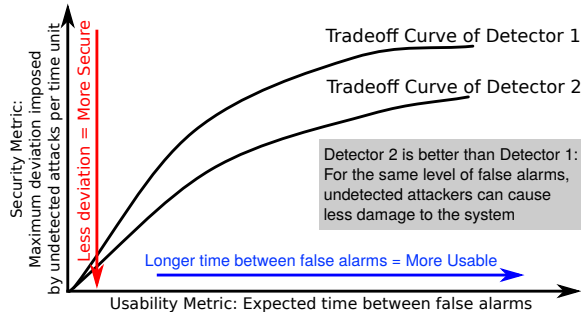 Security Metric:
Maximum deviation imposed
by undetected attacks per time unit
Less deviation = More Secure
Tradeoff Curve of Detector 1
Tradeoff Curve of Detector 2
Detector 2 is better than Detector 1:
For the same level of false alarms,
undetected attackers can cause
less damage to the system
Longer time between false alarms = More Usable
Usability Metric: Expected time between false alarms